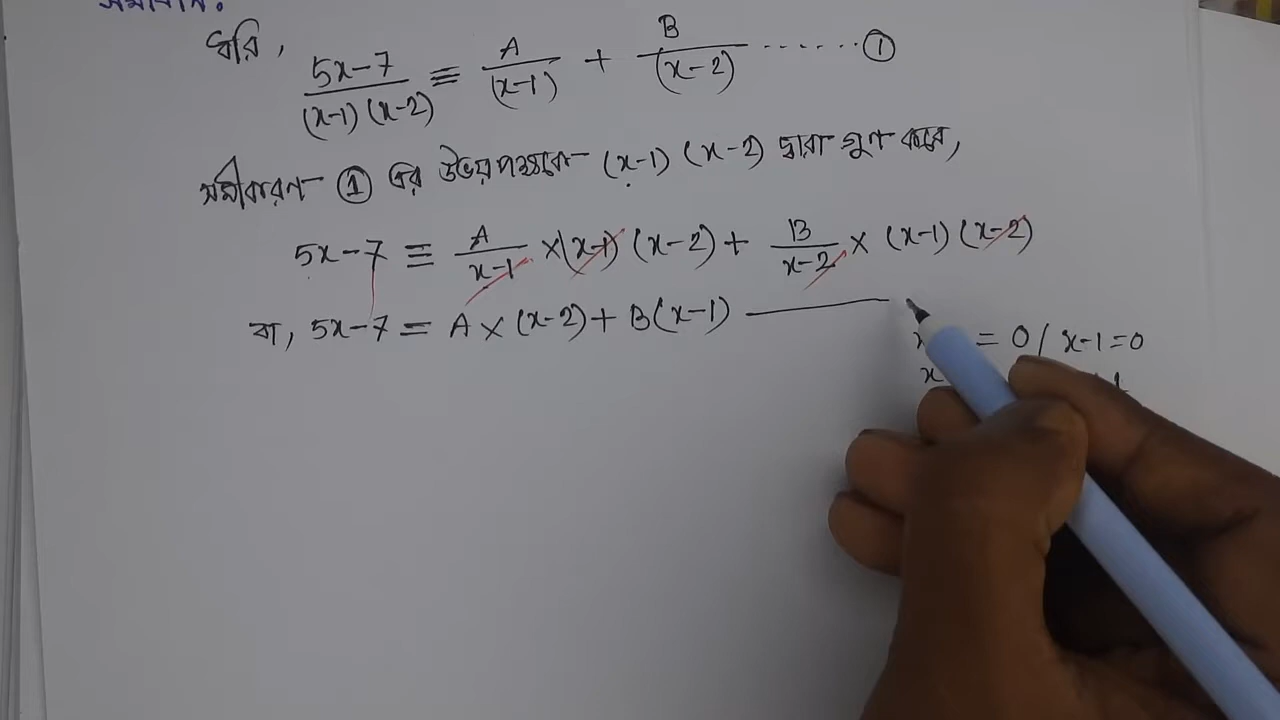 সমাধান:
ধরি,
5x-7/(x-1)(x-2) ≡ A/(x-1) + B/(x-2) ...... ①
সমীকরণ ① এর উভয়পক্ষকে (x-1) (x-2) দ্বারা গুণ করে,
5x-7 ≡ A/x-1 ×(x-1) (x-2) + B/x-2 × (x-1) (x-2)
বা, 5x-7 = A × (x-2) + B(x-1)
= 0 / x-1=0
x